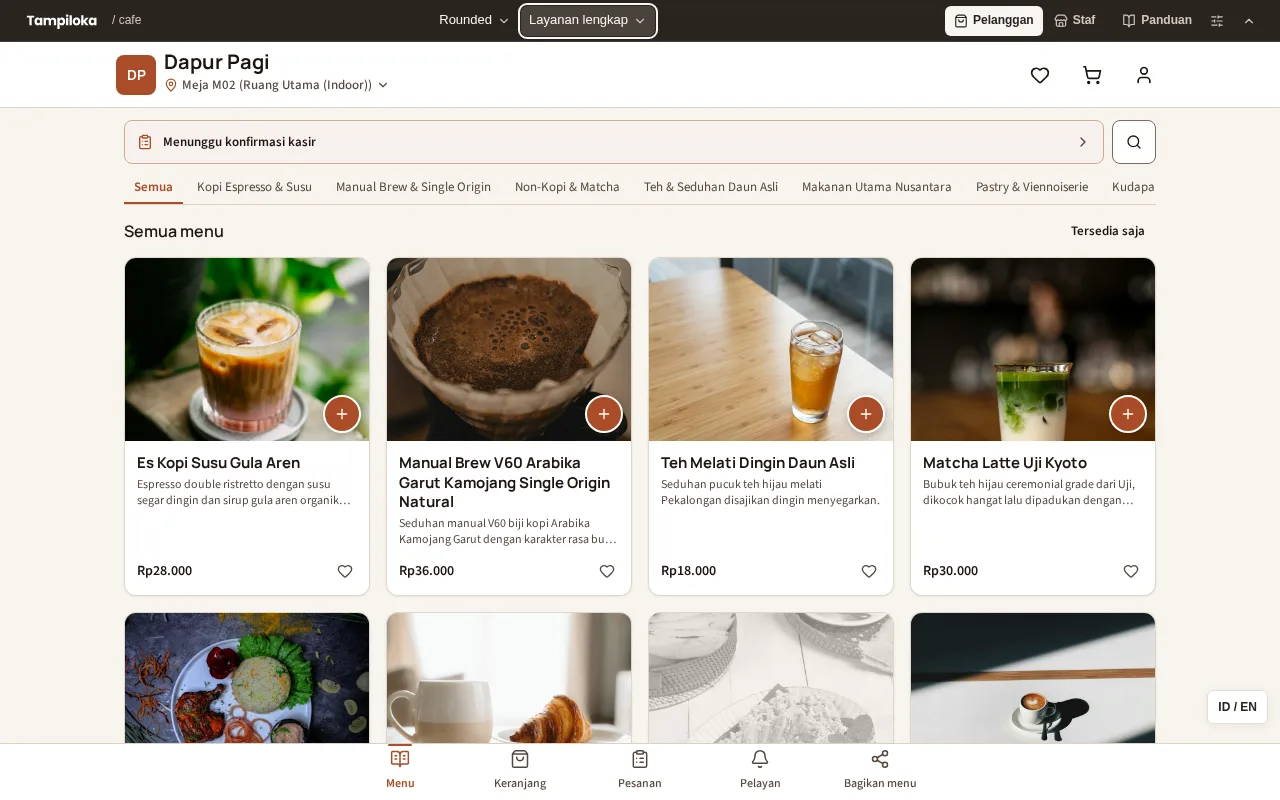 Tampiloka
/ cafe
Rounded
Layanan lengkap
Pelanggan
Staf
Panduan
DP
Dapur Pagi
Meja M02 (Ruang Utama (Indoor))
Menunggu konfirmasi kasir
Semua
Kopi Espresso & Susu
Manual Brew & Single Origin
Non-Kopi & Matcha
Teh & Seduhan Daun Asli
Makanan Utama Nusantara
Pastry & Viennoiserie
Kudapa
Semua menu
Tersedia saja
Es Kopi Susu Gula Aren
Espresso double ristretto dengan susu
segar dingin dan sirup gula aren organik…
Rp28.000
Manual Brew V60 Arabika
Garut Kamojang Single Origin
Natural
Seduhan manual V60 biji kopi Arabika
Kamojang Garut dengan karakter rasa bu…
Rp36.000
Teh Melati Dingin Daun Asli
Seduhan pucuk teh hijau melati
Pekalongan disajikan dingin menyegarkan.
Rp18.000
Matcha Latte Uji Kyoto
Bubuk teh hijau ceremonial grade dari Uji,
dikocok hangat lalu dipadukan dengan…
Rp30.000
ID / EN
Menu
Keranjang
Pesanan
Pelayan
Bagikan menu